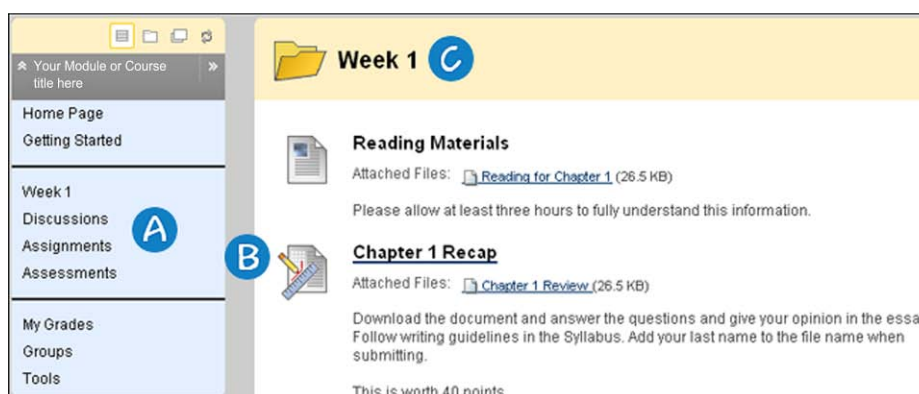 Your Module or Course
title here
Home Page
Getting Started
Week 1
Discussions
Assignments
Assessments
A
My Grades
Groups
Tools
Week 1 C
Reading Materials
Attached Files: Reading for Chapter 1 (26.5 KB)
Please allow at least three hours to fully understand this information.
B
Chapter 1 Recap
Attached Files: Chapter 1 Review (26.5 KB)
Download the document and answer the questions and give your opinion in the essa
Follow writing guidelines in the Syllabus. Add your last name to the file name when
submitting.
This is worth 40 points